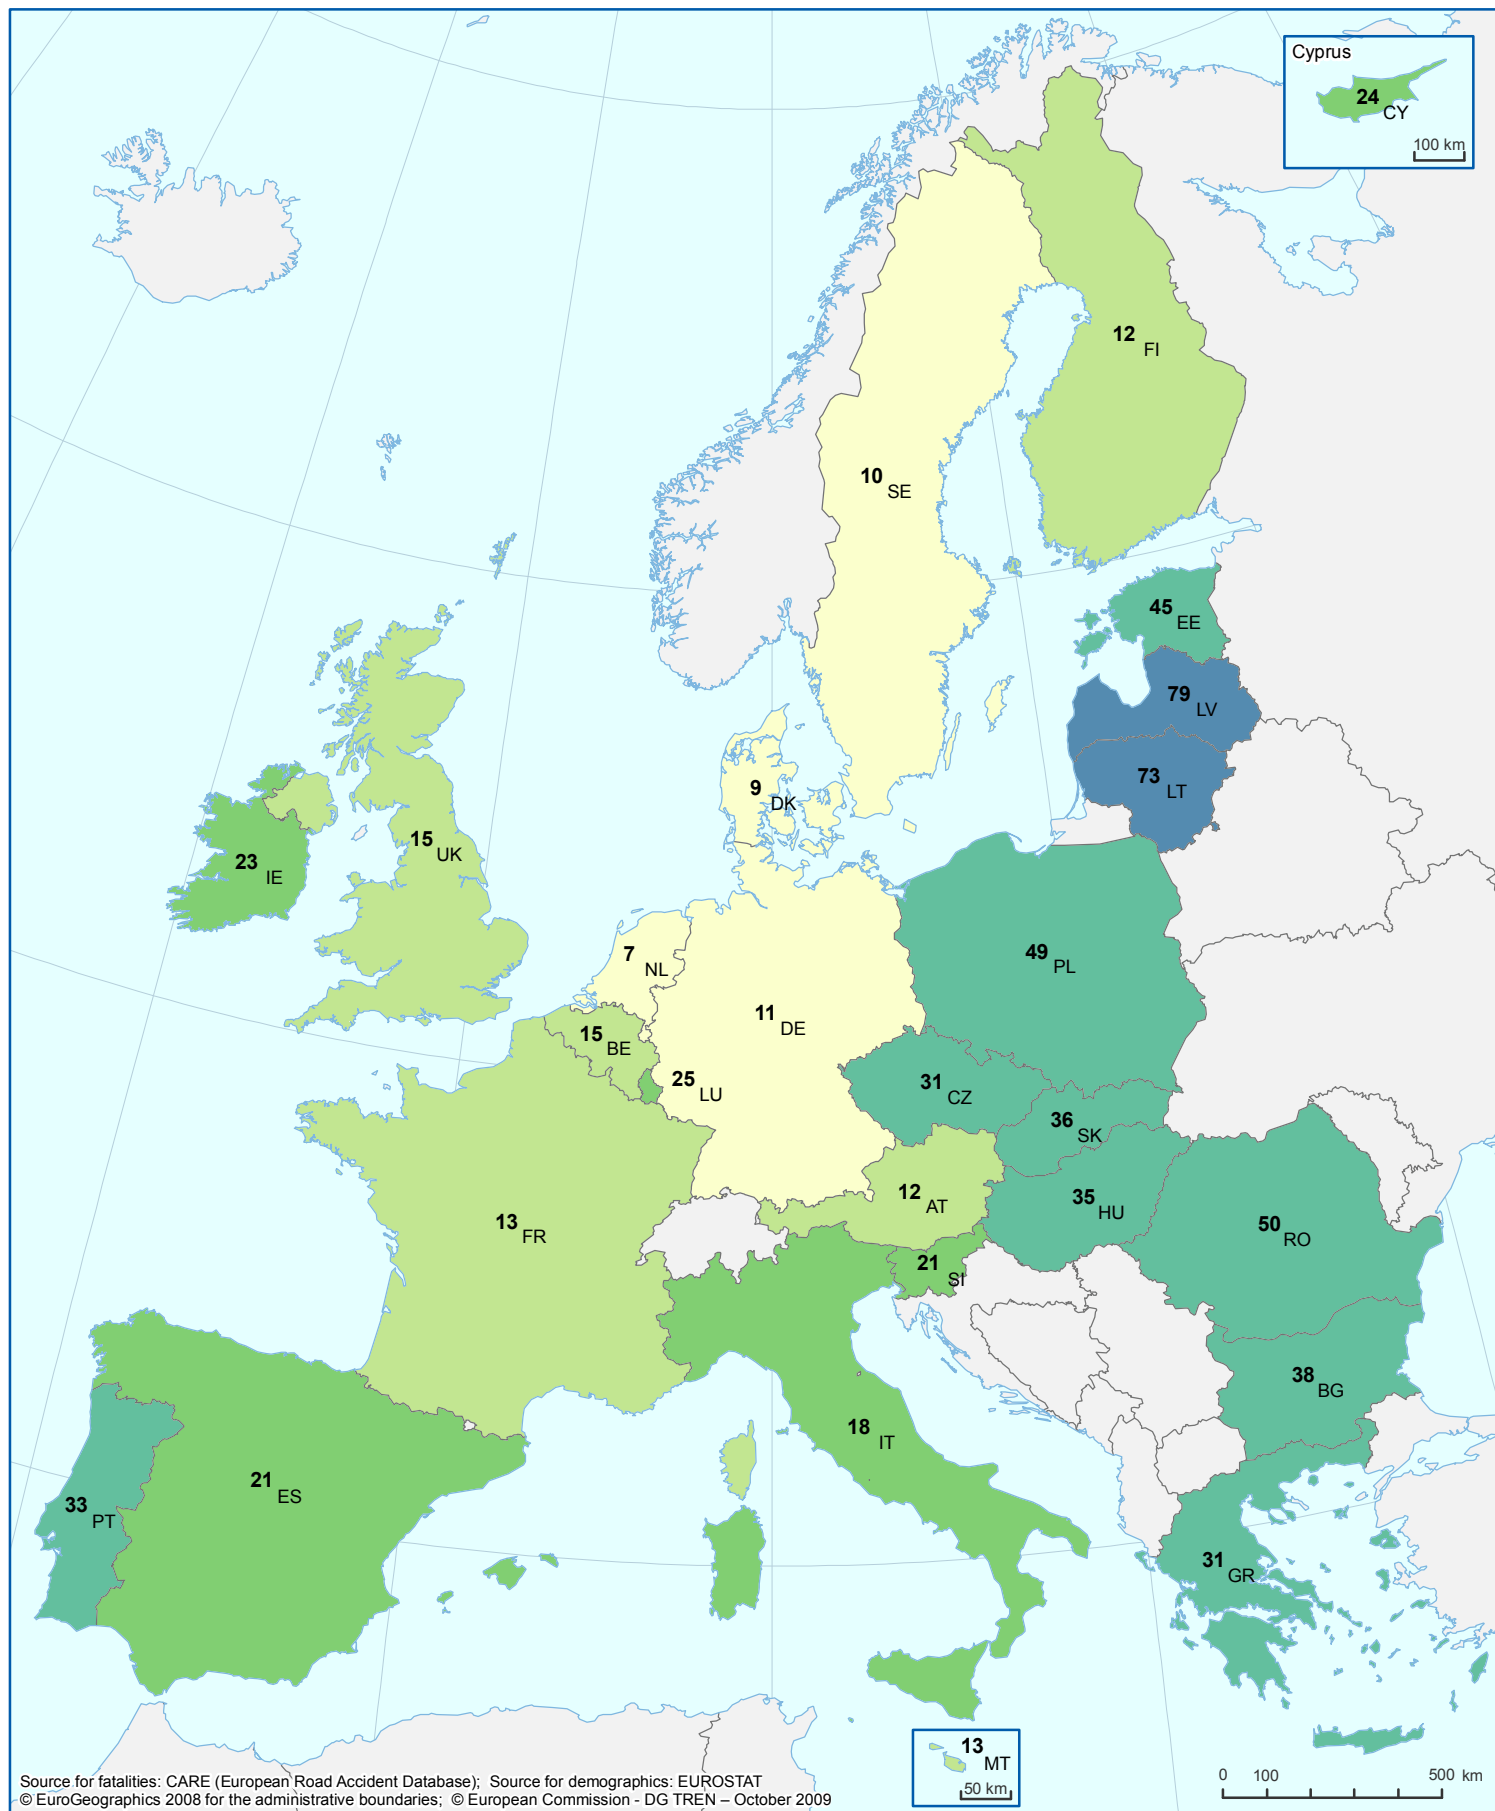 Cyprus
24
CY
100 km
12
FI
10
SE
45
EE
79
LV
73
LT
9
DK
15
UK
23
IE
49
PL
7
NL
11
DE
15
BE
25
LU
31
CZ
36
SK
12
AT
35
HU
50
RO
13
FR
21
SI
38
BG
18
IT
21
ES
33
PT
31
GR
13
MT
50 km
0 100 500 km
Source for fatalities: CARE (European Road Accident Database); Source for demographics: EUROSTAT
© EuroGeographics 2008 for the administrative boundaries; © European Commission - DG TREN – October 2009